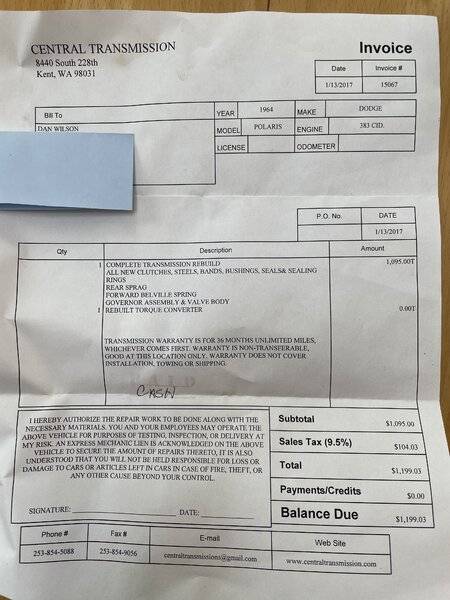 CENTRAL TRANSMISSION
8440 South 228th
Kent, WA 98031
Invoice
Date Invoice #
1/13/2017 15067
Bill To
DAN WILSON
YEAR 1964 MAKE DODGE
MODEL POLARIS ENGINE 383 CID.
LICENSE ODOMETER
P.O. No. DATE
1/13/2017
Qty Description Amount
1 COMPLETE TRANSMISSION REBUILD 1,095.00T
ALL NEW CLUTCHES, STEELS, BANDS, BUSHINGS, SEALS& SEALING
RINGS
REAR SPRAG
FORWARD BELVILLE SPRING
GOVERNOR ASSEMBLY & VALVE BODY
1 REBUILT TORQUE CONVERTER 0.00T
TRANSMISSION WARRANTY IS FOR 36 MONTHS UNLIMITED MILES,
WHICHEVER COMES FIRST. WARRANTY IS NON-TRANSFERABLE,
GOOD AT THIS LOCATION ONLY. WARRANTY DOES NOT COVER
INSTALLATION, TOWING OR SHIPPING.
CASH
I HEREBY AUTHORIZE THE REPAIR WORK TO BE DONE ALONG WITH THE
NECESSARY MATERIALS. YOU AND YOUR EMPLOYEES MAY OPERATE THE
ABOVE VEHICLE FOR PURPOSES OF TESTING, INSPECTION, OR DELIVERY AT
MY RISK. AN EXPRESS MECHANIC LIEN IS ACKNOWLEDGED ON THE ABOVE
VEHICLE TO SECURE THE AMOUNT OF REPAIRS THERETO, IT IS ALSO
UNDERSTOOD THAT YOU WILL NOT BE HELD RESPONSIBLE FOR LOSS OR
DAMAGE TO CARS OR ARTICLES LEFT IN CARS IN CASE OF FIRE, THEFT, OR
ANY OTHER CAUSE BEYOND YOUR CONTROL.
SIGNATURE: DATE:
Subtotal $1,095.00
Sales Tax (9.5%) $104.03
Total $1,199.03
Payments/Credits $0.00
Balance Due $1,199.03
Phone # Fax # E-mail Web Site
253-854-5088 253-854-9056 centraltransmissions@gmail.com www.centraltransmission.com